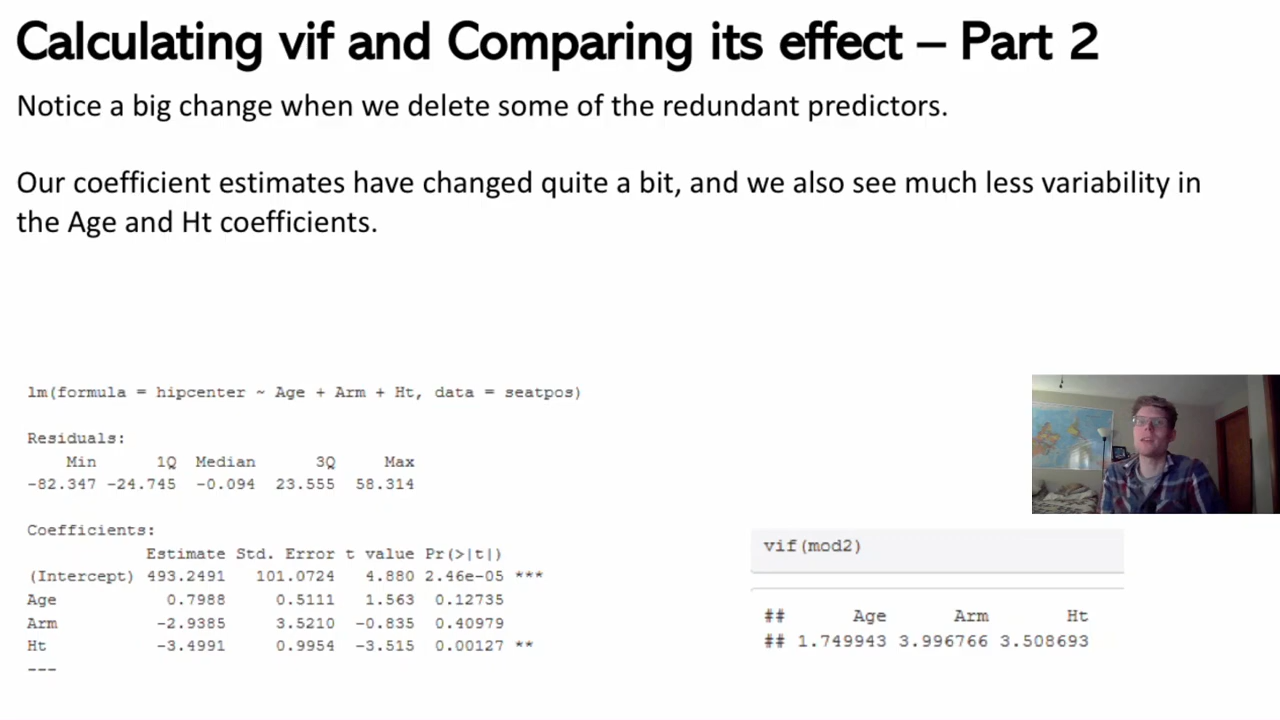 Calculating vif and Comparing its effect – Part 2
Notice a big change when we delete some of the redundant predictors.
Our coefficient estimates have changed quite a bit, and we also see much less variability in
the Age and Ht coefficients.
lm(formula = hipcenter ~ Age + Arm + Ht, data = seatpos)
Residuals:
Min 1Q Median 3Q Max
-82.347 -24.745 -0.094 23.555 58.314
Coefficients:
Estimate Std. Error t value Pr(>|t|)
(Intercept) 493.2491 101.0724 4.880 2.46e-05 ***
Age 0.7988 0.5111 1.563 0.12735
Arm -2.9385 3.5210 -0.835 0.40979
Ht -3.4991 0.9954 -3.515 0.00127 **
---
vif(mod2)
## Age Arm Ht
## 1.749943 3.996766 3.508693